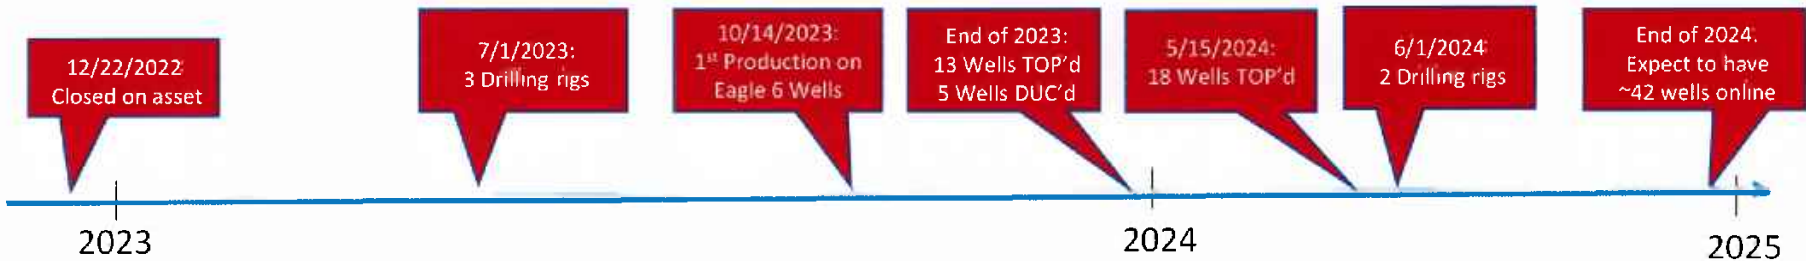 12/22/2022
Closed on asset
7/1/2023:
3 Drilling rigs
10/14/2023:
1st Production on
Eagle 6 Wells
End of 2023:
13 Wells TOP'd
5 Wells DUC'd
5/15/2024:
18 Wells TOP'd
6/1/2024:
2 Drilling rigs
End of 2024.
Expect to have
~42 wells online
2023
2024
2025